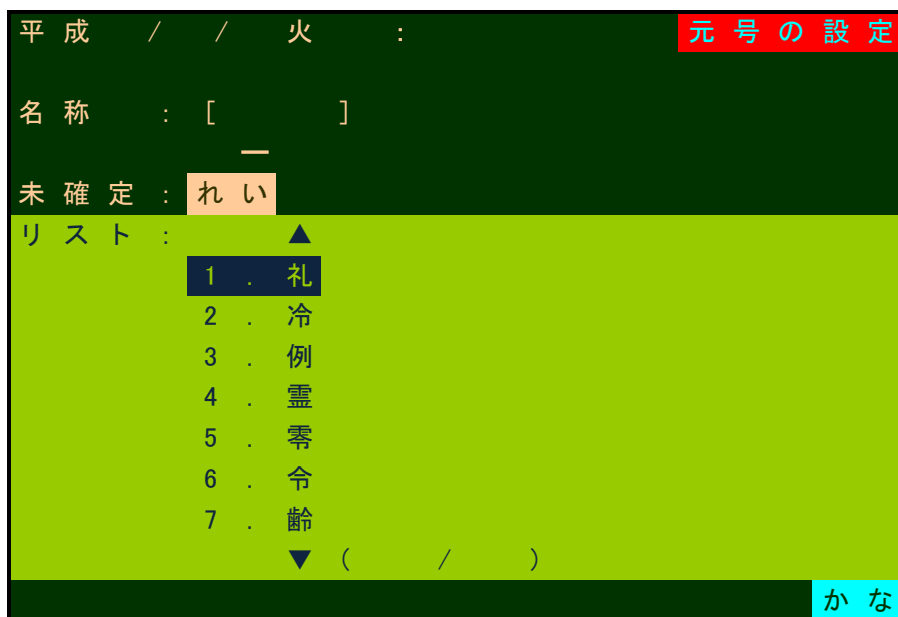 平成 / / 火 : 元号の設定
名称 : [ ]
未確定 : れい
リスト : ▲
1 . 礼
2 . 冷
3 . 例
4 . 霊
5 . 零
6 . 令
7 . 齢
▼ ( / )
かな